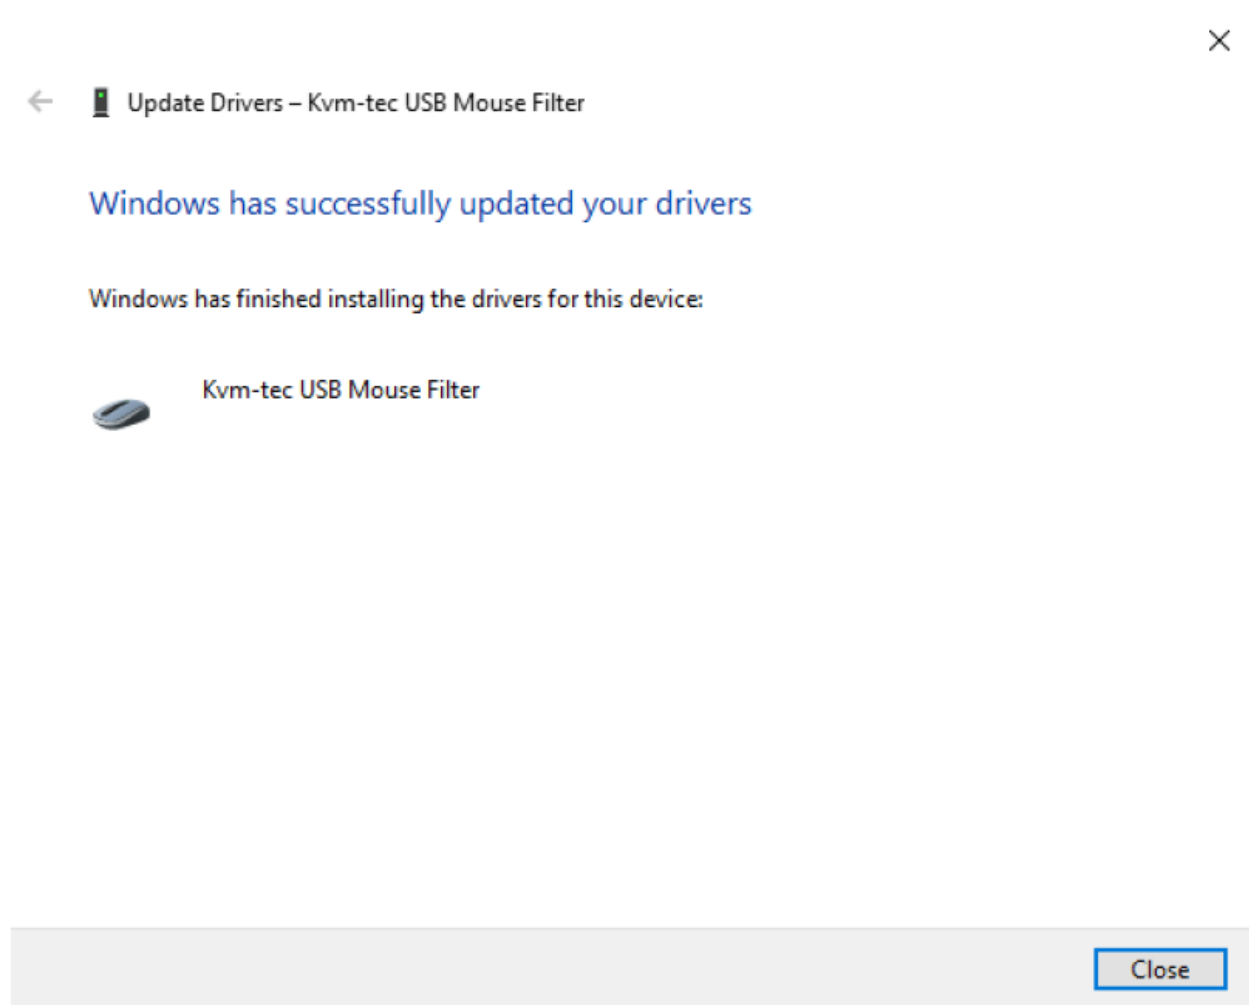 Update Drivers – Kvm-tec USB Mouse Filter
Windows has successfully updated your drivers
Windows has finished installing the drivers for this device:
Kvm-tec USB Mouse Filter
Close